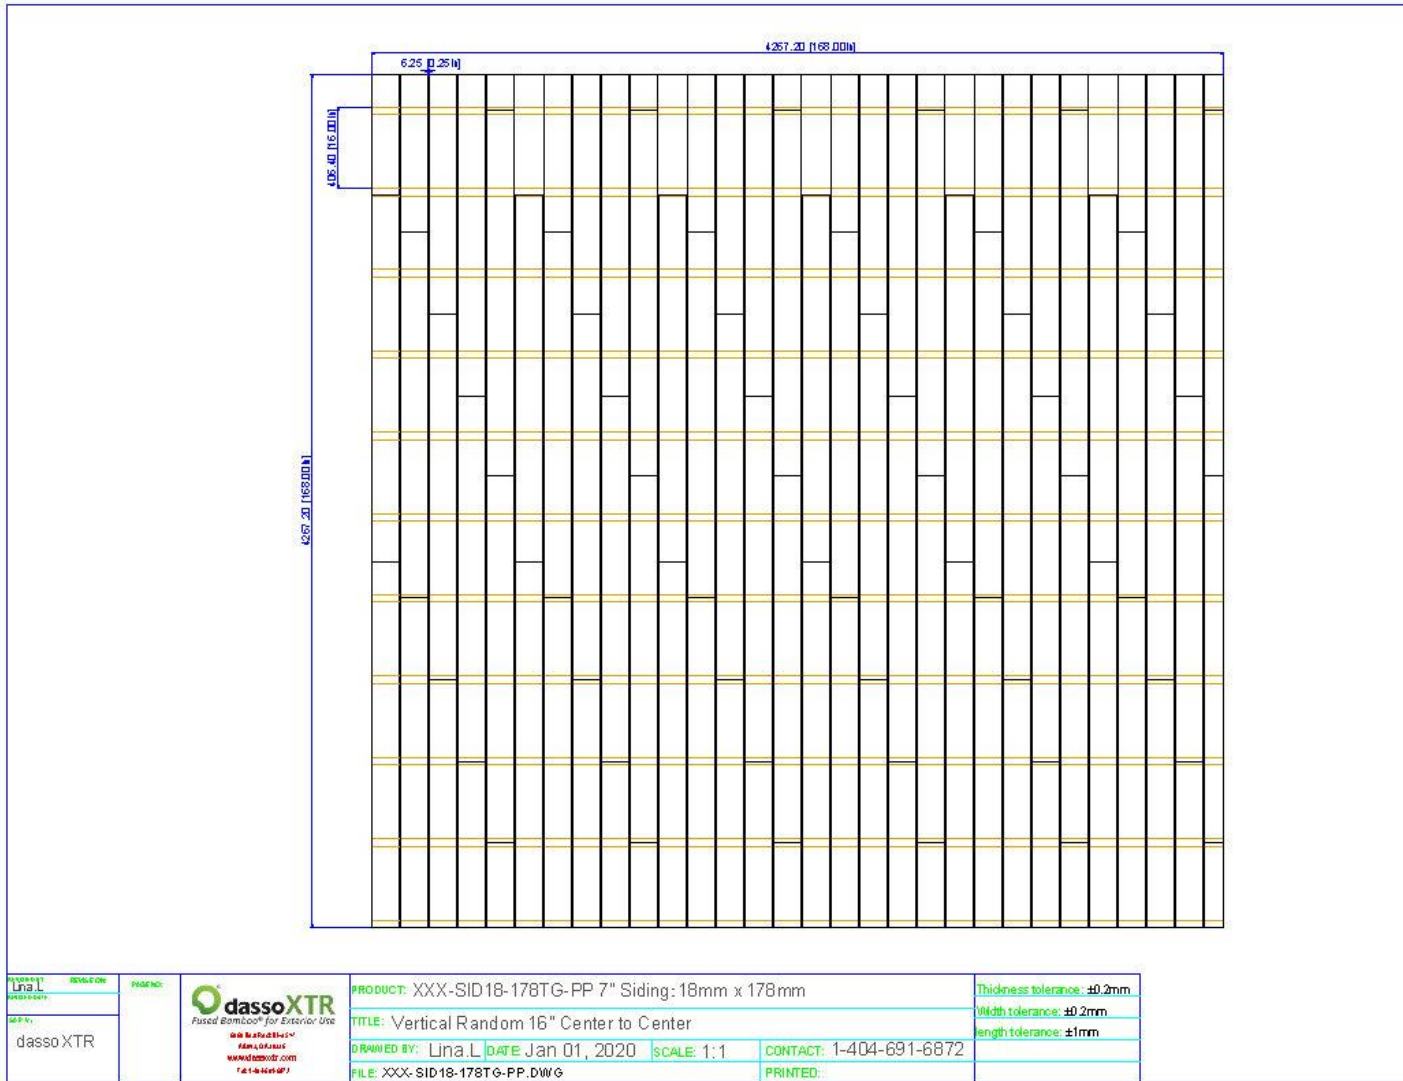 4267.20 [168.00in]
6.25 [0.25in]
406.40 [16.00in]
4267.20 [168.00in]
Lina.L
REVISION:
PAGE NO:
dasso XTR
dassoXTR
Fused Bamboo® for Exterior Use
www.dassoxtr.com
PRODUCT: XXX-SID18-178TG-PP 7" Siding: 18mm x 178mm
TITLE: Vertical Random 16" Center to Center
DRAWIED BY: Lina.L DATE: Jan 01, 2020 SCALE: 1:1 CONTACT: 1-404-691-6872
FILE: XXX-SID18-178TG-PP.DWG PRINTED:
Thickness tolerance: ±0.2mm
Width tolerance: ±0.2mm
length tolerance: ±1mm